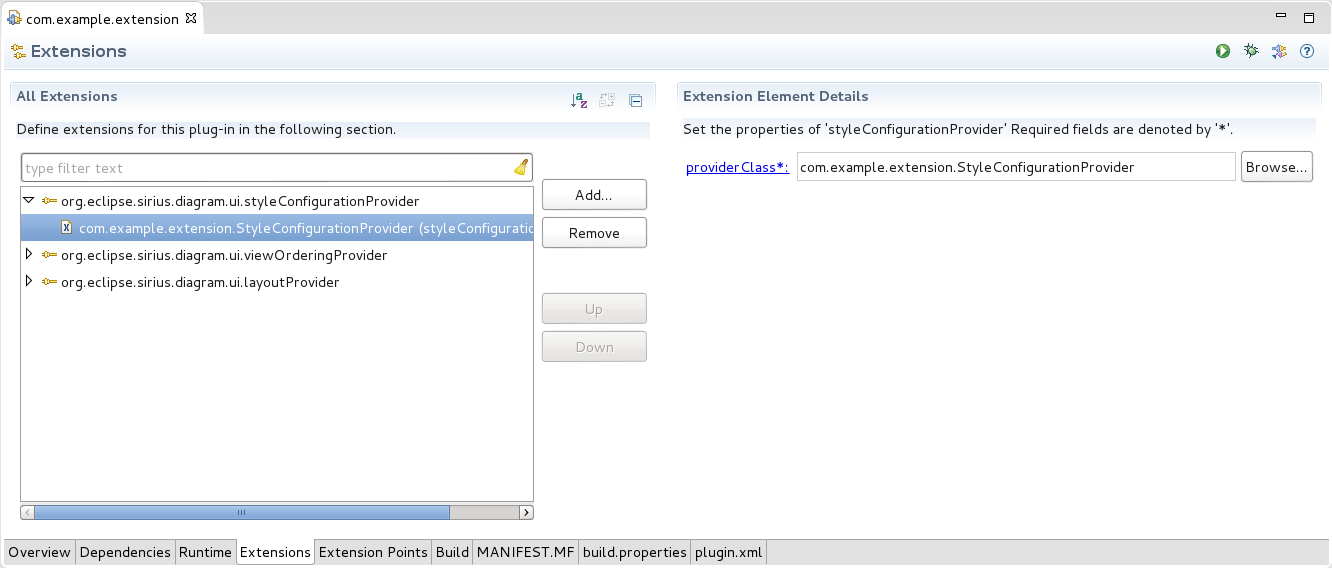 com.example.extension
Extensions
All Extensions
Define extensions for this plug-in in the following section.
type filter text
org.eclipse.sirius.diagram.ui.styleConfigurationProvider
com.example.extension.StyleConfigurationProvider (styleConfiguratio
org.eclipse.sirius.diagram.ui.viewOrderingProvider
org.eclipse.sirius.diagram.ui.layoutProvider
Add...
Remove
Up
Down
Extension Element Details
Set the properties of 'styleConfigurationProvider' Required fields are denoted by '*'.
providerClass*: com.example.extension.StyleConfigurationProvider Browse...
Overview Dependencies Runtime Extensions Extension Points Build MANIFEST.MF build.properties plugin.xml